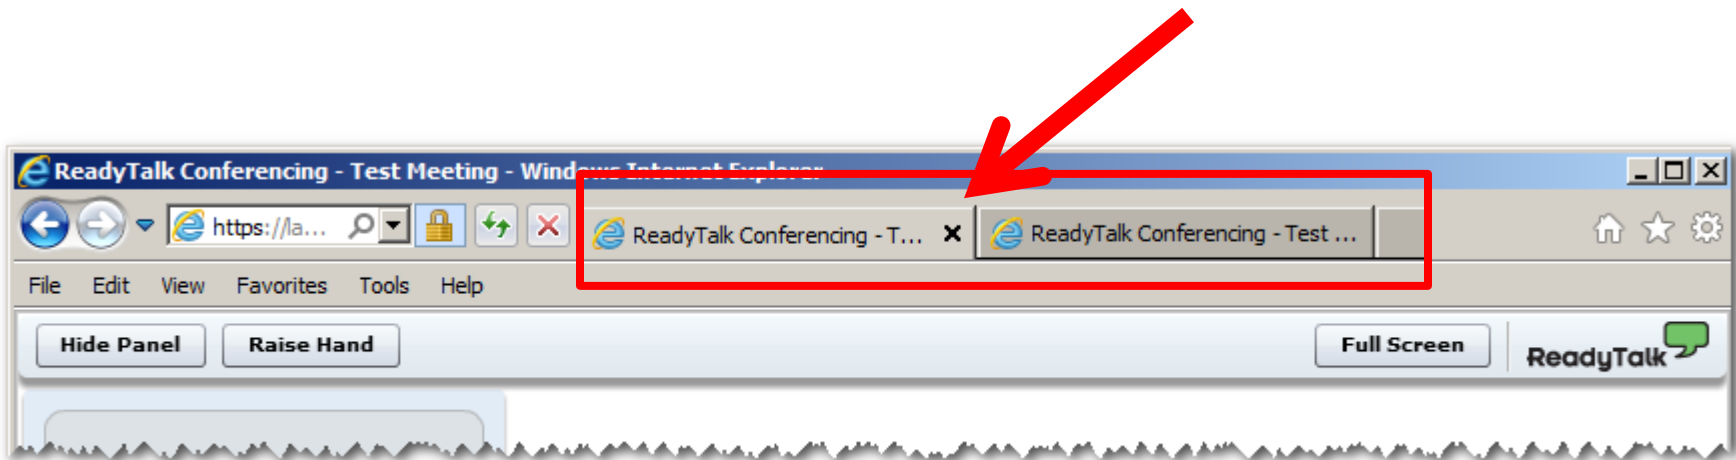 ReadyTalk Conferencing - Test Meeting - Windows Internet Explorer
https://la...
ReadyTalk Conferencing - T...
ReadyTalk Conferencing - Test ...
File Edit View Favorites Tools Help
Hide Panel Raise Hand Full Screen ReadyTalk